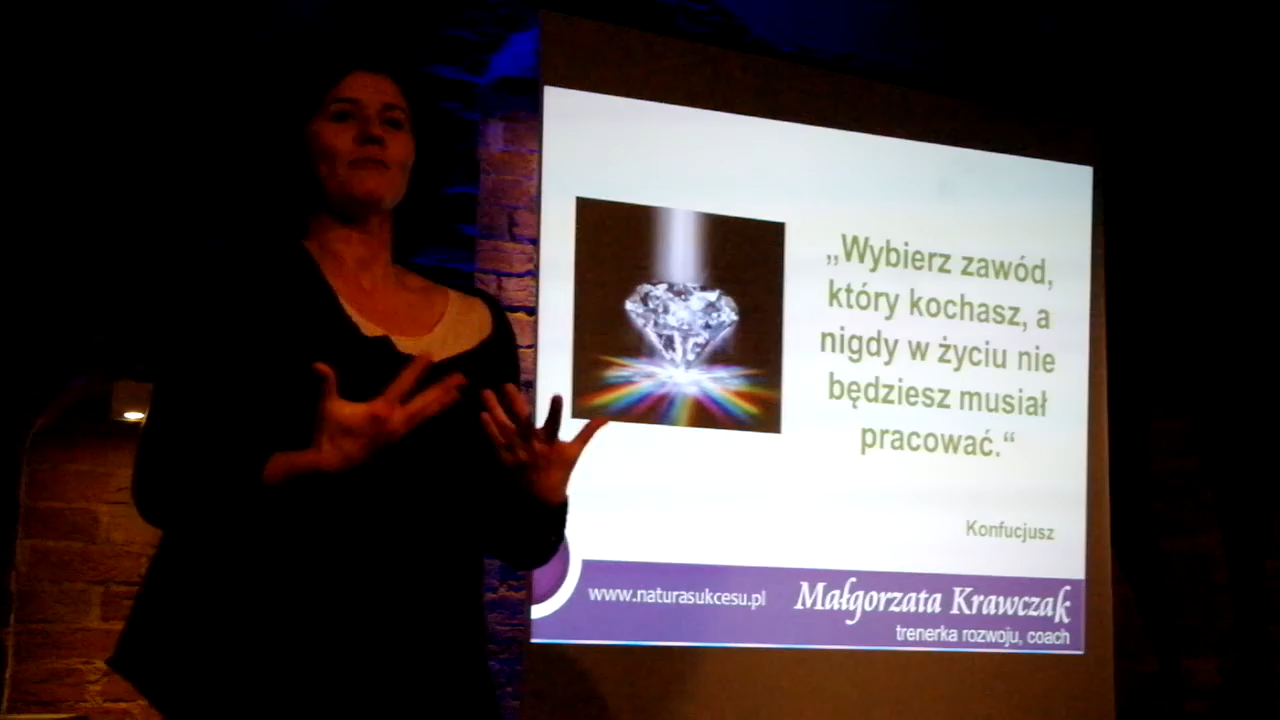 „Wybierz zawód,
który kochasz, a
nigdy w życiu nie
będziesz musiał
pracować.“
Konfucjusz
www.naturasukcesu.pl
Małgorzata Krawczak
trenerka rozwoju, coach